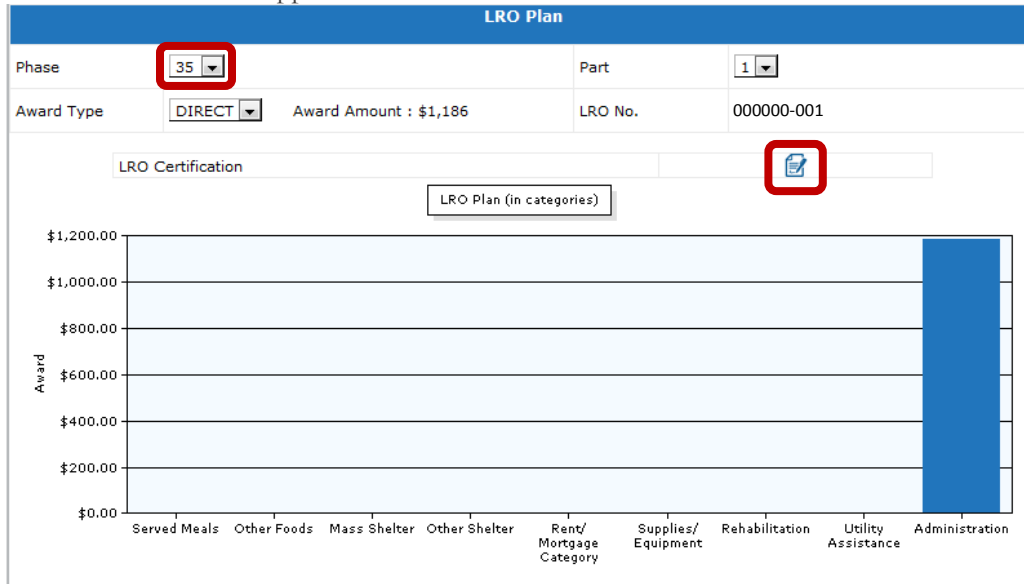 LRO Plan
Phase 35 Part 1
Award Type DIRECT Award Amount : $1,186 LRO No. 000000-001
LRO Certification
LRO Plan (in categories)
$1,200.00
$1,000.00
$800.00
$600.00
$400.00
$200.00
$0.00
Award
Served Meals
Other Foods
Mass Shelter
Other Shelter
Rent/
Mortgage
Category
Supplies/
Equipment
Rehabilitation
Utility
Assistance
Administration